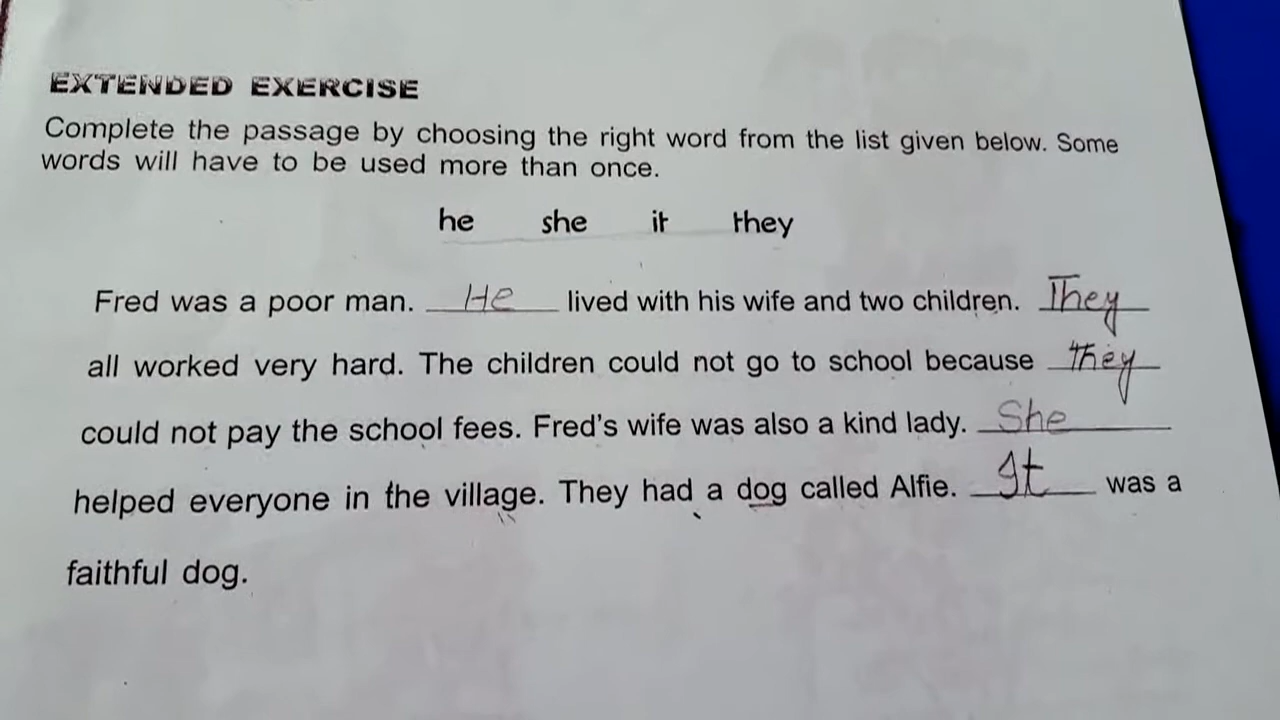 EXTENDED EXERCISE
Complete the passage by choosing the right word from the list given below. Some
words will have to be used more than once.
he she it they
Fred was a poor man. He lived with his wife and two children. They
all worked very hard. The children could not go to school because they
could not pay the school fees. Fred's wife was also a kind lady. She
helped everyone in the village. They had a dog called Alfie. It was a
faithful dog.